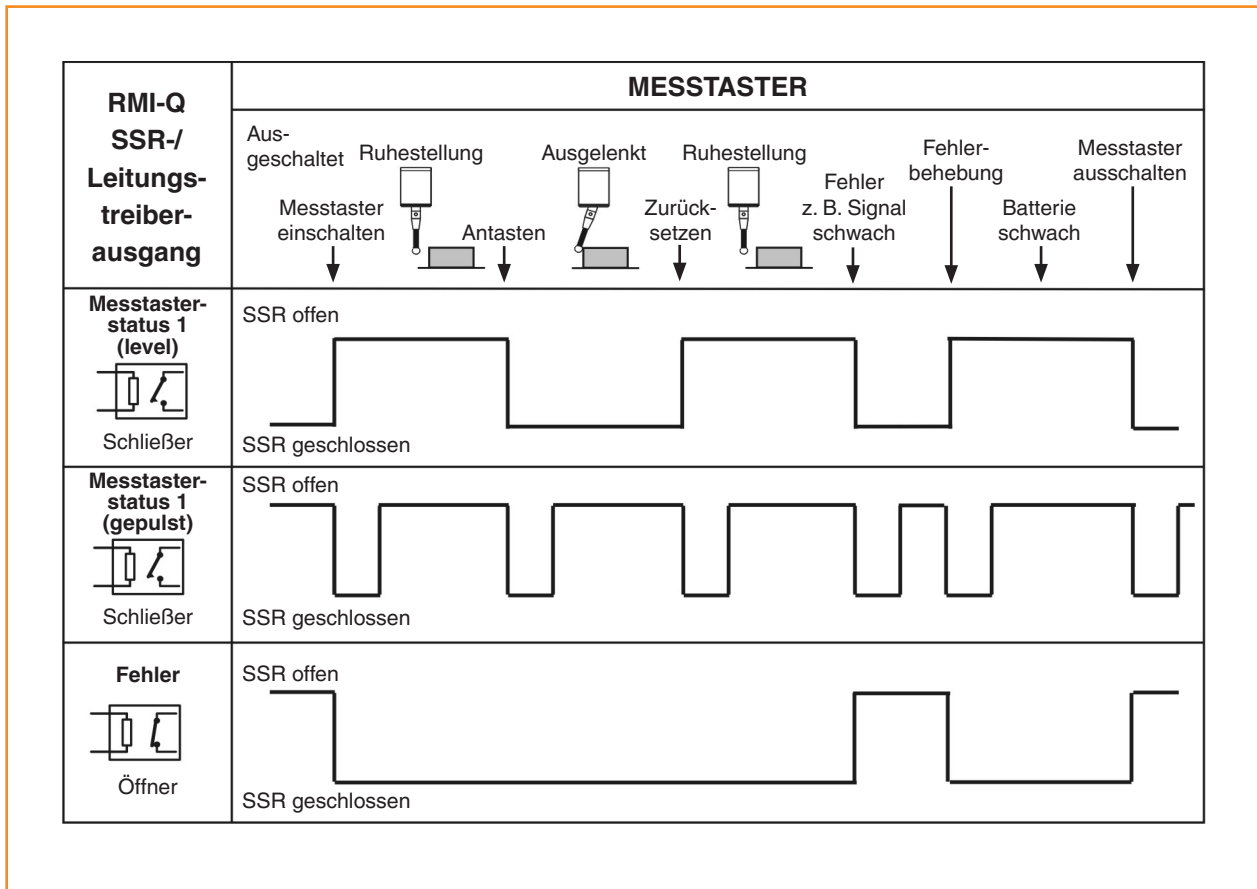 RMI-Q
SSR-/
Leitungs-
treiber-
ausgang
MESSTASTER
Aus-
geschaltet
Messtaster
einschalten
Ruhestellung
Antasten
Ausgelenkt
Zurück-
setzen
Ruhestellung
Fehler
z. B. Signal
schwach
Fehler-
behebung
Batterie
schwach
Messtaster
ausschalten
Messtaster-
status 1
(level)
Schließer
SSR offen
SSR geschlossen
Messtaster-
status 1
(gepulst)
Schließer
SSR offen
SSR geschlossen
Fehler
Öffner
SSR offen
SSR geschlossen